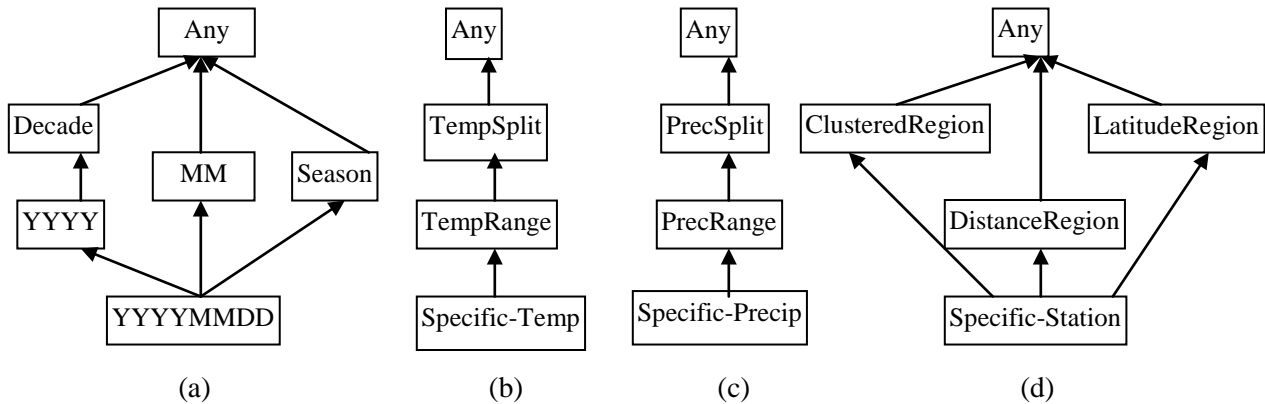 Any
Decade
MM
Season
YYYY
YYYYMMDD
(a)
Any
TempSplit
TempRange
Specific-Temp
(b)
Any
PrecSplit
PrecRange
Specific-Precip
(c)
Any
ClusteredRegion
LatitudeRegion
DistanceRegion
Specific-Station
(d)